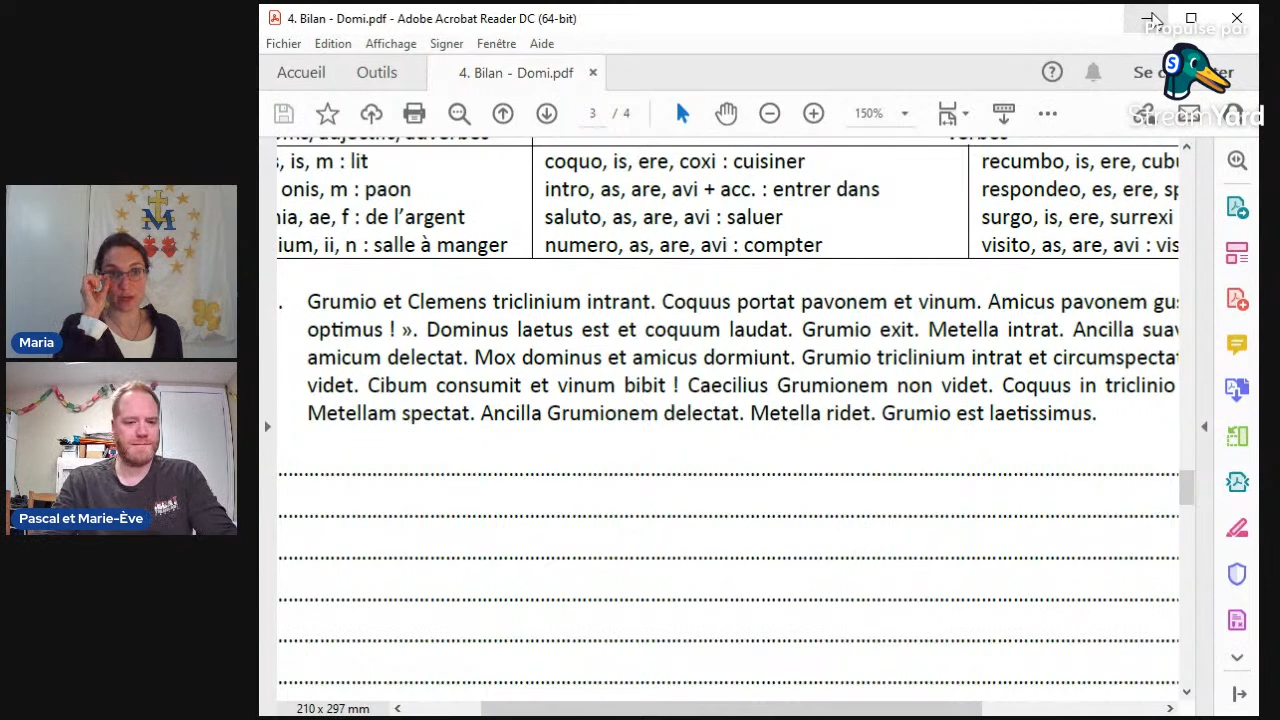 4. Bilan - Domi.pdf - Adobe Acrobat Reader DC (64-bit)
Propulsé par
Fichier Edition Affichage Signer Fenêtre Aide
Accueil Outils 4. Bilan - Domi.pdf
StreamYard
3 / 4 150%
is, m : lit
onis, m : paon
ae, f : de l’argent
ii, n : salle à manger
coquo, is, ere, coxi : cuisiner
intro, as, are, avi + acc. : entrer dans
saluto, as, are, avi : saluer
numero, as, are, avi : compter
recumbo, is, ere,
respondeo, es, ere,
surgo, is, ere, surrexi
visito, as, are, avi :
Grumio et Clemens triclinium intrant. Coquus portat pavonem et vinum. Amicus pavonem
optimus ! ». Dominus laetus est et coquum laudat. Grumio exit. Metella intrat. Ancilla
amicum delectat. Mox dominus et amicus dormiunt. Grumio triclinium intrat et circumspectat
videt. Cibum consumit et vinum bibit ! Caecilius Grumionem non videt. Coquus in triclinio
Metellam spectat. Ancilla Grumionem delectat. Metella ridet. Grumio est laetissimus.
210 x 297 mm
Maria
Pascal et Marie-Ève